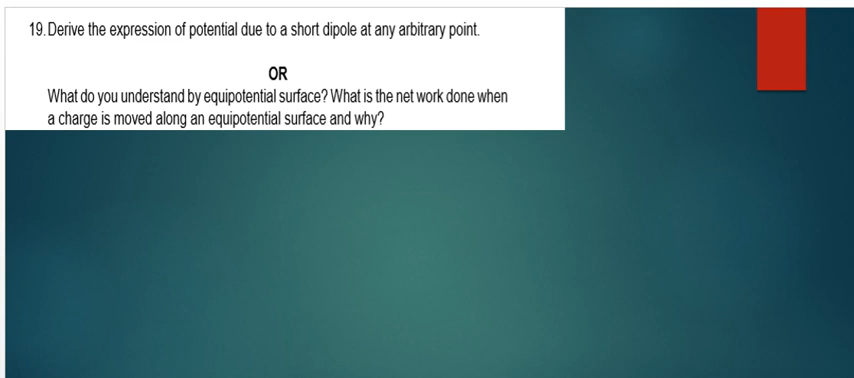 19. Derive the expression of potential due to a short dipole at any arbitrary point.
OR
What do you understand by equipotential surface? What is the net work done when
a charge is moved along an equipotential surface and why?